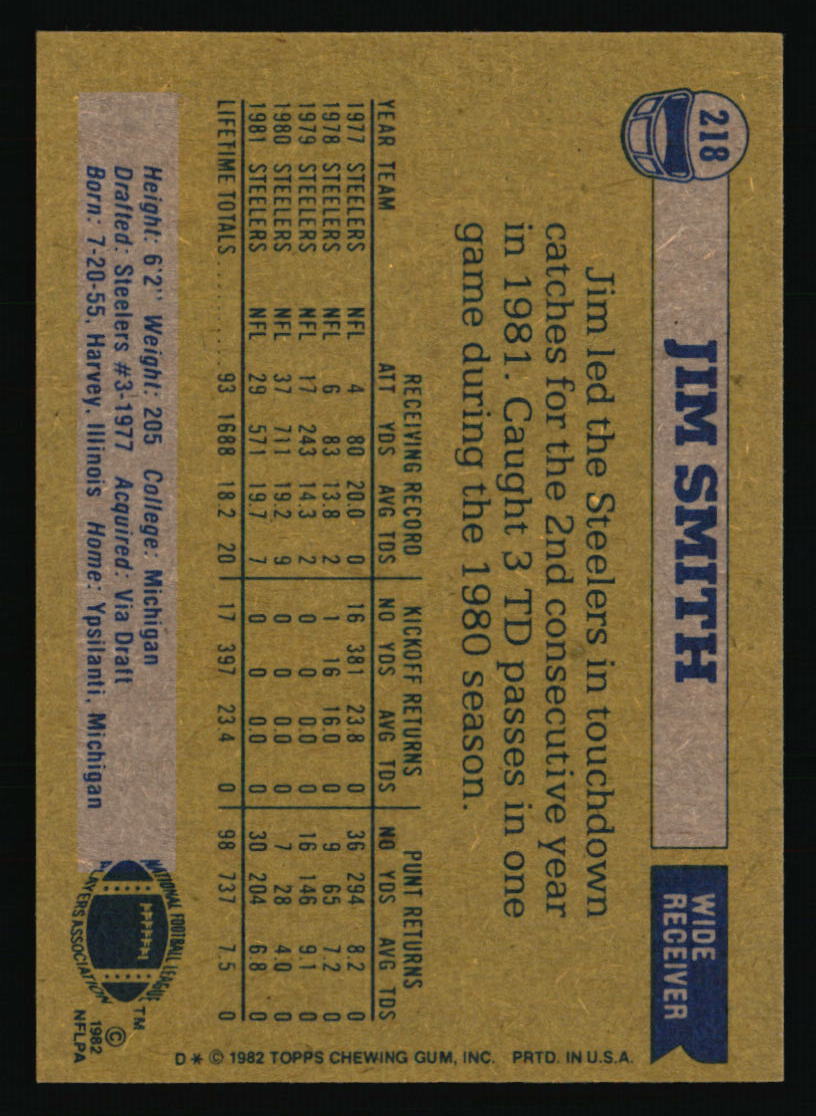 218
JIM SMITH
WIDE
RECEIVER
Jim led the Steelers in touchdown
catches for the 2nd consecutive year
in 1981. Caught 3 TD passes in one
game during the 1980 season.
RECEIVING RECORD KICKOFF RETURNS PUNT RETURNS
YEAR TEAM ATT YDS AVG TDS NO YDS AVG TDS NO YDS AVG TDS
1977 STEELERS NFL 4 80 20.0 0 16 381 23.8 0 36 294 8.2 0
1978 STEELERS NFL 6 83 13.8 2 1 16 16.0 0 9 65 7.2 0
1979 STEELERS NFL 17 243 14.3 2 0 0 0.0 0 16 146 9.1 0
1980 STEELERS NFL 37 711 19.2 9 0 0 0.0 0 7 28 4.0 0
1981 STEELERS NFL 29 571 19.7 7 0 0 0.0 0 30 204 6.8 0
LIFETIME TOTALS ........ 93 1688 18.2 20 17 397 23.4 0 98 737 7.5 0
Height: 6'2'' Weight: 205 College: Michigan
Drafted: Steelers #3-1977 Acquired: Via Draft
Born: 7-20-55, Harvey, Illinois Home: Ypsilanti, Michigan
NATIONAL FOOTBALL LEAGUE
PLAYERS ASSOCIATION
NFLPA
TM
©
1982
NFLPA
D * © 1982 TOPPS CHEWING GUM, INC. PRTD. IN U.S.A.